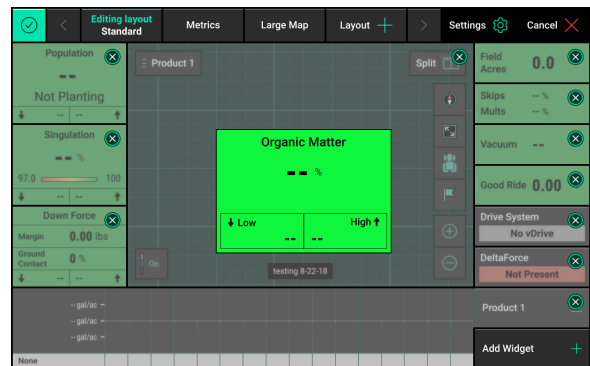 Editing layout
Standard
Metrics
Large Map
Layout
Settings
Cancel
Population
--
Not Planting
-- --
Singulation
-- %
97.0 100
-- --
Down Force
Margin 0.00 lbs
Ground
Contact 0 %
-- --
Product 1
Split
On
testing 8-22-18
Organic Matter
-- %
Low High
-- --
Field
Acres 0.0
Skips -- %
Mults -- %
Vacuum --
Good Ride 0.00
Drive System
No vDrive
DeltaForce
Not Present
Product 1
Add Widget
-- gal/ac --
-- gal/ac --
-- gal/ac --
None